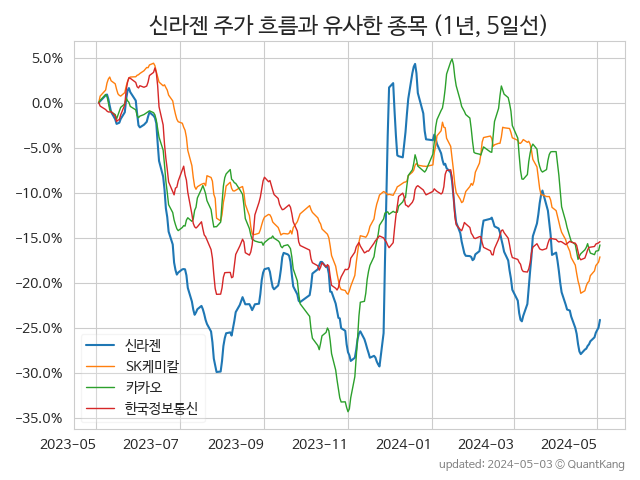 신라젠 주가 흐름과 유사한 종목 (1년, 5일선)
5.0%
0.0%
−5.0%
−10.0%
−15.0%
−20.0%
−25.0%
−30.0%
−35.0%
신라젠
SK케미칼
카카오
한국정보통신
2023-05 2023-07 2023-09 2023-11 2024-01 2024-03 2024-05
updated: 2024-05-03 ⓒ QuantKang